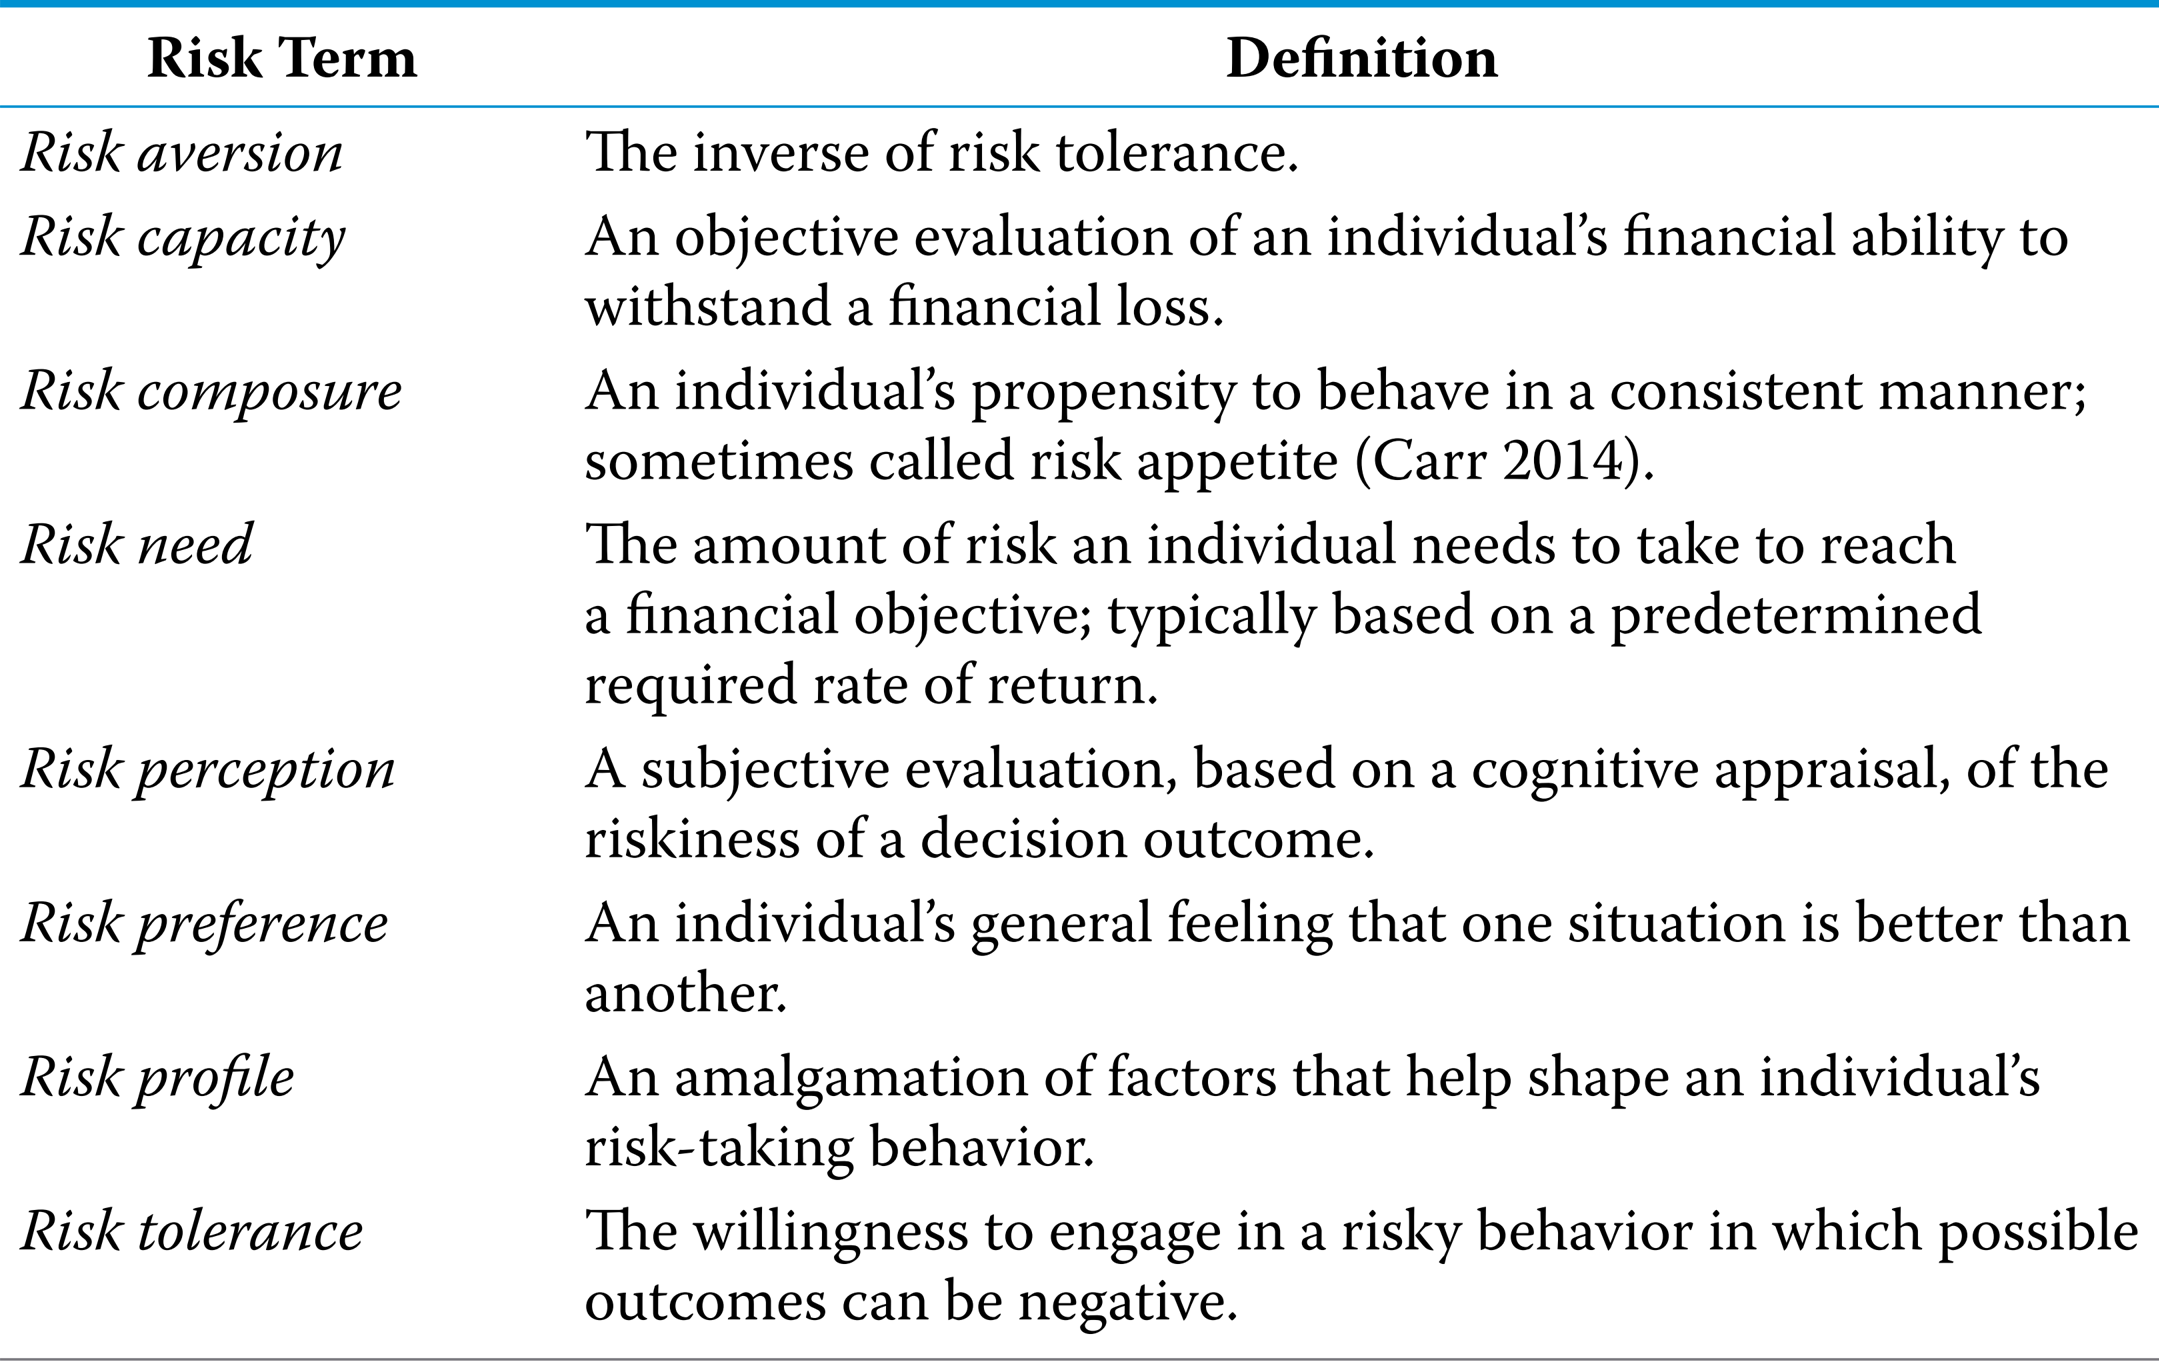 Risk Term Definition
Risk aversion The inverse of risk tolerance.
Risk capacity An objective evaluation of an individual’s financial ability to
withstand a financial loss.
Risk composure An individual’s propensity to behave in a consistent manner;
sometimes called risk appetite (Carr 2014).
Risk need The amount of risk an individual needs to take to reach
a financial objective; typically based on a predetermined
required rate of return.
Risk perception A subjective evaluation, based on a cognitive appraisal, of the
riskiness of a decision outcome.
Risk preference An individual’s general feeling that one situation is better than
another.
Risk profile An amalgamation of factors that help shape an individual’s
risk-taking behavior.
Risk tolerance The willingness to engage in a risky behavior in which possible
outcomes can be negative.